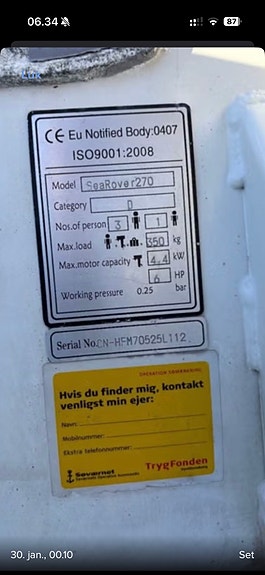 06.34
87
Luk
CE Eu Notified Body:0407
ISO9001:2008
Model SeaRover270
Category D
Nos.of person 3 1
Max.load 350 kg
Max.motor capacity 4,4 kW
6 HP
Working pressure 0.25 bar
Serial No.CN-HFM70525L112
OPERATION SAMMENBRING
Hvis du finder mig, kontakt
venligst min ejer:
Navn:
Mobilnummer:
Ekstra telefonnummer:
Søværnet
TrygFonden
30. jan., 00.10
Set